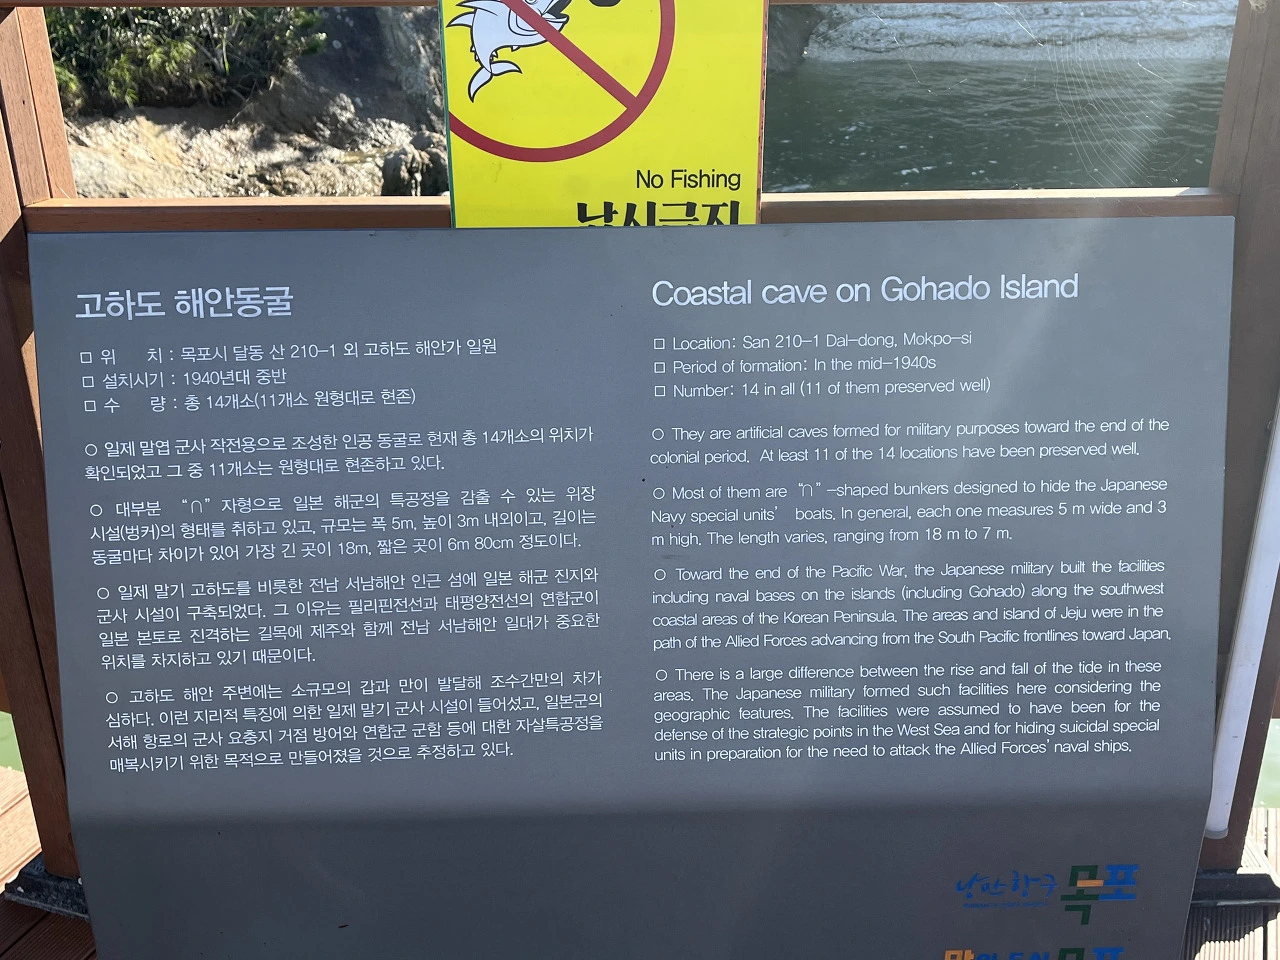 No Fishing
낚시금지
고하도 해안동굴
□ 위 치 : 목포시 달동 산 210-1 외 고하도 해안가 일원
□ 설치시기 : 1940년대 중반
□ 수 량 : 총 14개소(11개소 원형대로 현존)
○ 일제 말엽 군사 작전용으로 조성한 인공 동굴로 현재 총 14개소의 위치가
확인되었고 그 중 11개소는 원형대로 현존하고 있다.
○ 대부분 “∩” 자형으로 일본 해군의 특공정을 감출 수 있는 위장
시설(벙커)의 형태를 취하고 있고, 규모는 폭 5m, 높이 3m 내외이고, 길이는
동굴마다 차이가 있어 가장 긴 곳이 18m, 짧은 곳이 6m 80cm 정도이다.
○ 일제 말기 고하도를 비롯한 전남 서남해안 인근 섬에 일본 해군 진지와
군사 시설이 구축되었다. 그 이유는 필리핀전선과 태평양전선의 연합군이
일본 본토로 진격하는 길목에 제주와 함께 전남 서남해안 일대가 중요한
위치를 차지하고 있기 때문이다.
○ 고하도 해안 주변에는 소규모의 갑과 만이 발달해 조수간만의 차가
심하다. 이런 지리적 특징에 의한 일제 말기 군사 시설이 들어섰고, 일본군의
서해 항로의 군사 요충지 거점 방어와 연합군 군함 등에 대한 자살특공정을
매복시키기 위한 목적으로 만들어졌을 것으로 추정하고 있다.
Coastal cave on Gohado Island
□ Location: San 210-1 Dal-dong, Mokpo-si
□ Period of formation: In the mid-1940s
□ Number: 14 in all (11 of them preserved well)
○ They are artificial caves formed for military purposes toward the end of the
colonial period. At least 11 of the 14 locations have been preserved well.
○ Most of them are “∩”-shaped bunkers designed to hide the Japanese
Navy special units’ boats. In general, each one measures 5 m wide and 3
m high. The length varies, ranging from 18 m to 7 m.
○ Toward the end of the Pacific War, the Japanese military built the facilities
including naval bases on the islands (including Gohado) along the southwest
coastal areas of the Korean Peninsula. The areas and island of Jeju were in the
path of the Allied Forces advancing from the South Pacific frontlines toward Japan.
○ There is a large difference between the rise and fall of the tide in these
areas. The Japanese military formed such facilities here considering the
geographic features. The facilities were assumed to have been for the
defense of the strategic points in the West Sea and for hiding suicidal special
units in preparation for the need to attack the Allied Forces’ naval ships.
낭만항구 목포